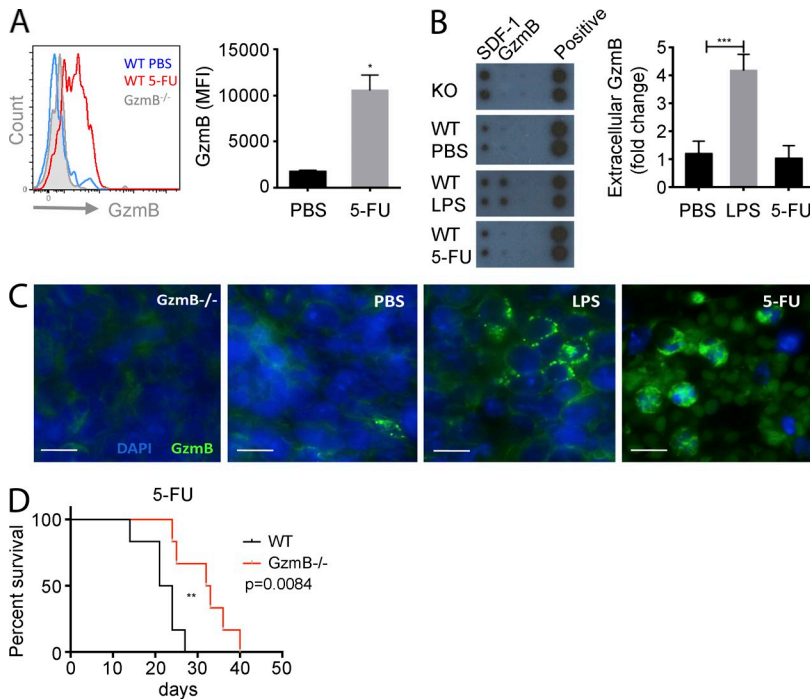 A
Count
WT PBS
WT 5-FU
GzmB-/-
0
GzmB
GzmB (MFI)
15000
10000
5000
0
*
PBS
5-FU
B
SDF-1
GzmB
Positive
KO
WT
PBS
WT
LPS
WT
5-FU
Extracellular GzmB
(fold change)
5
4
3
2
1
0
***
PBS
LPS
5-FU
C
GzmB-/-
DAPI
GzmB
PBS
LPS
5-FU
D
5-FU
Percent survival
100
50
0
**
WT
GzmB-/-
p=0.0084
0
10
20
30
40
50
days